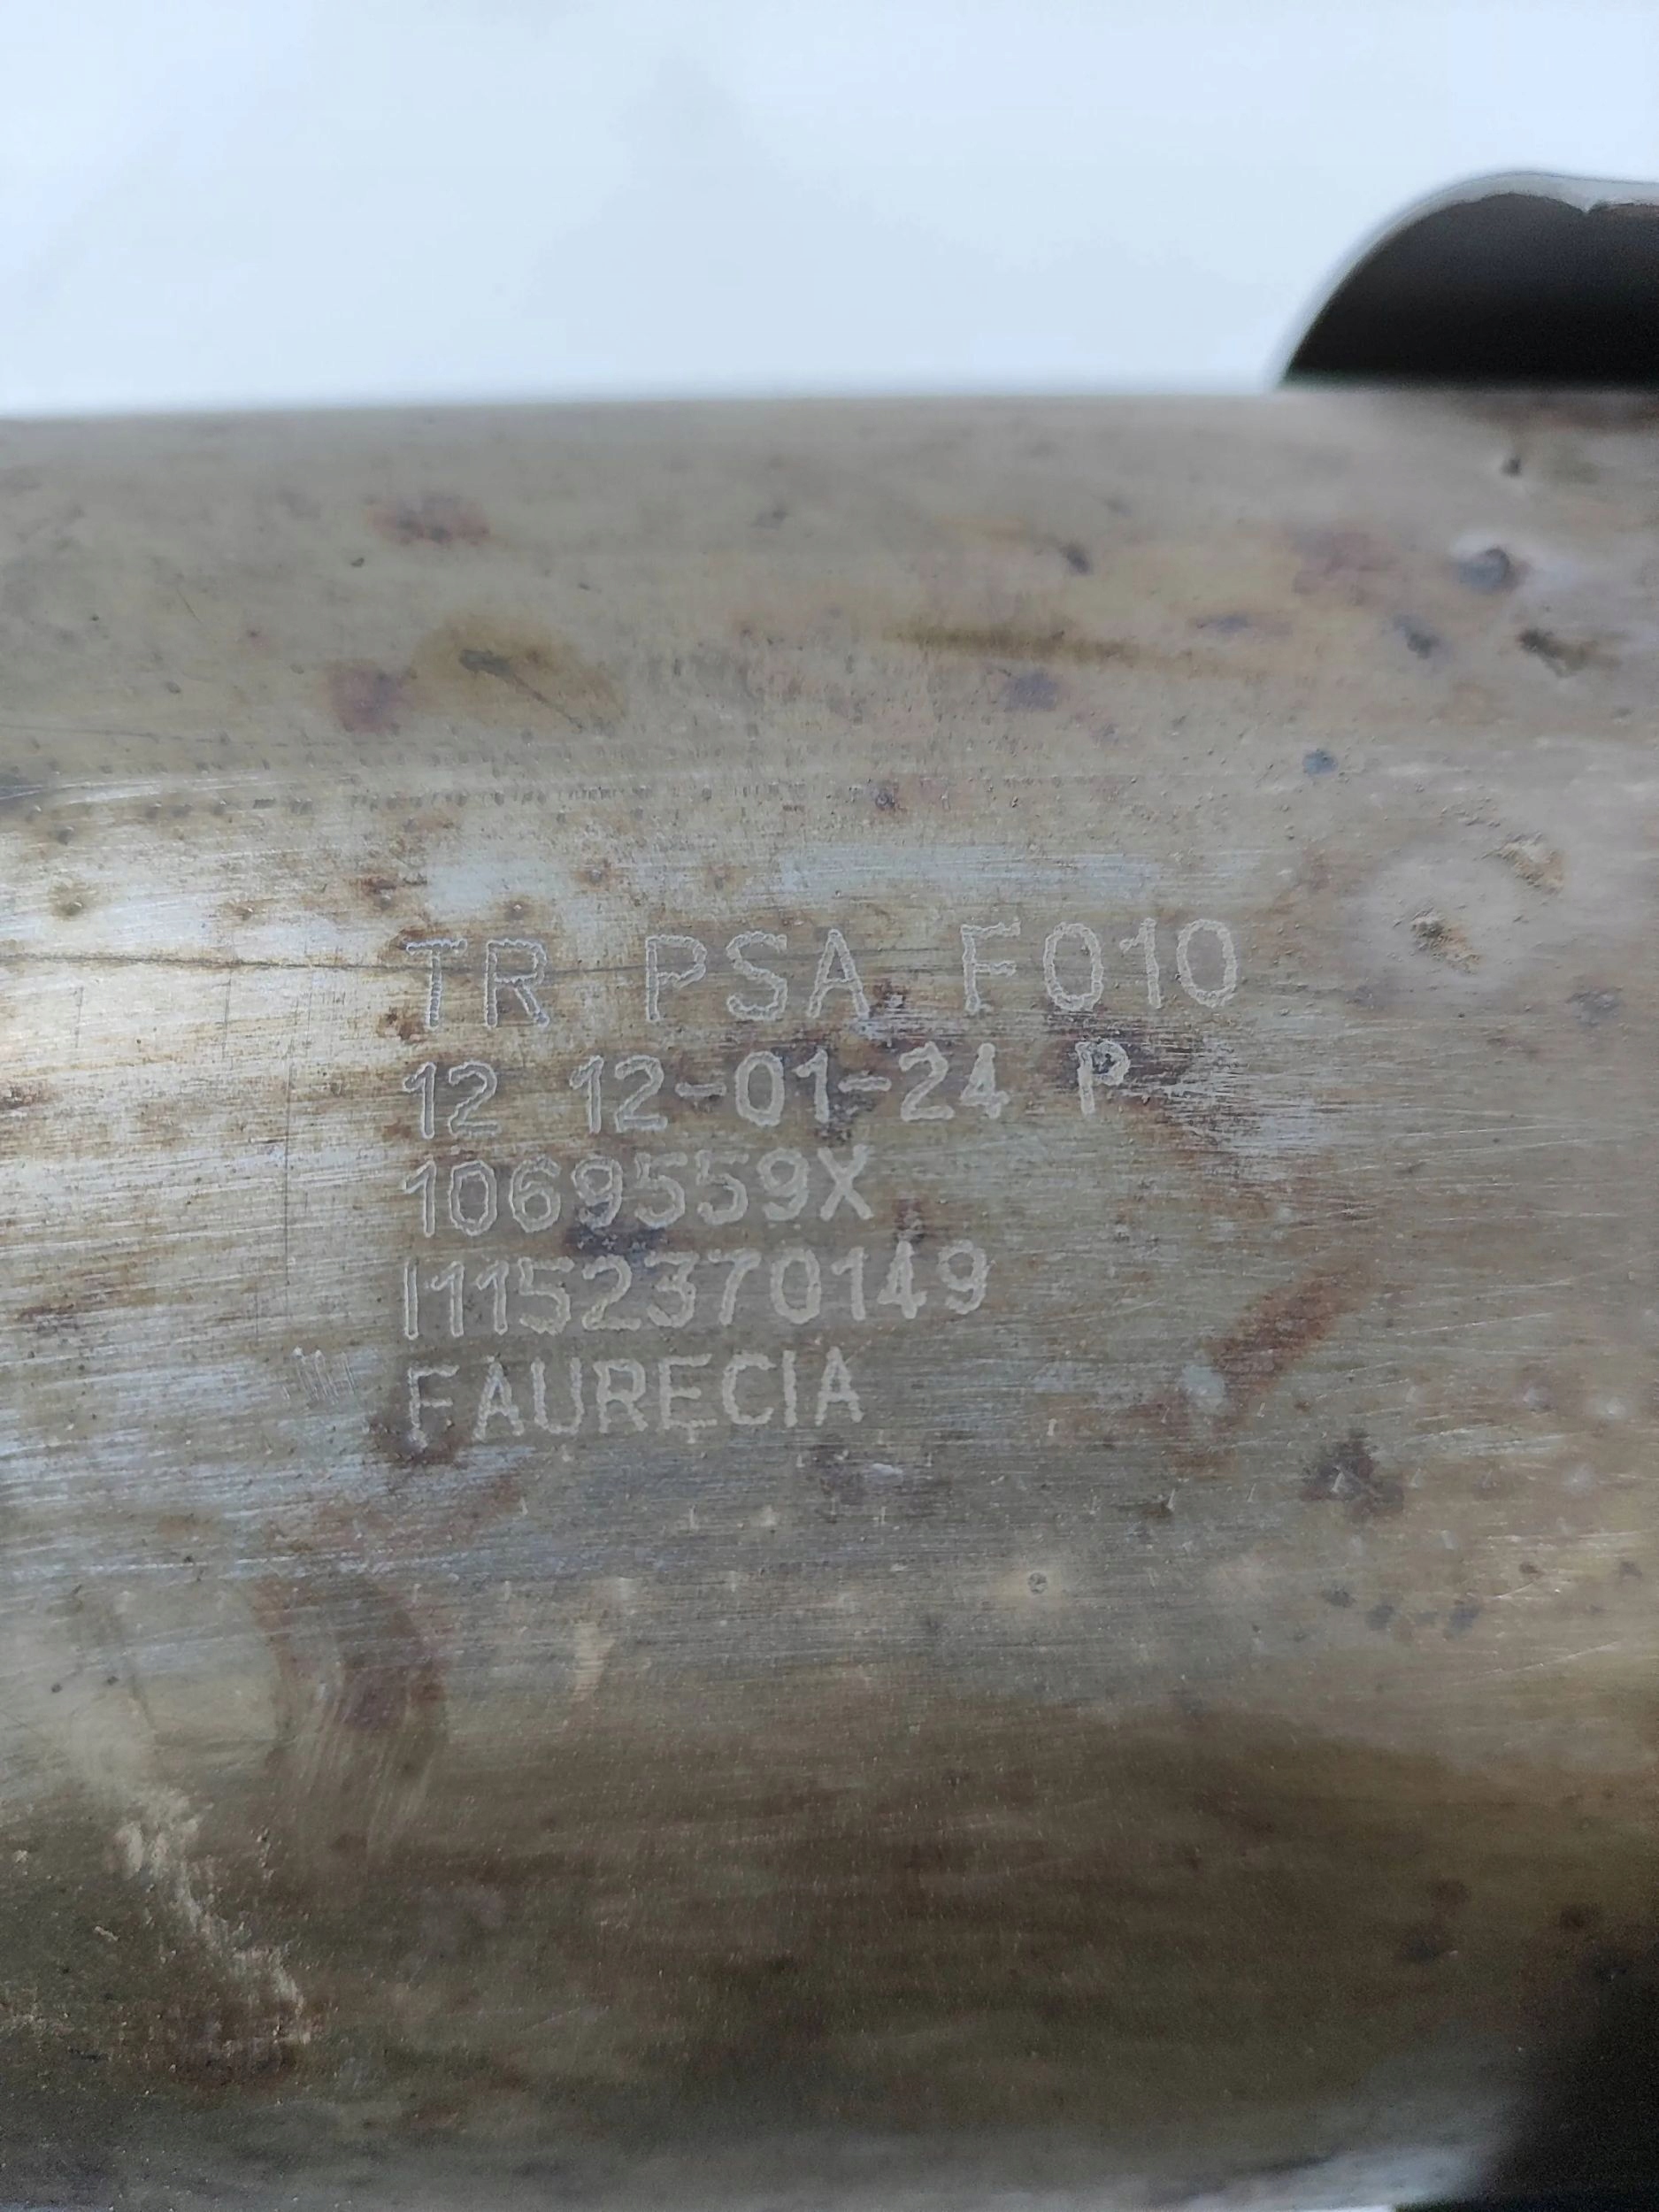 TR PSA F010
12 12-01-24 P
1069559X
I1152370149
FAURECIA